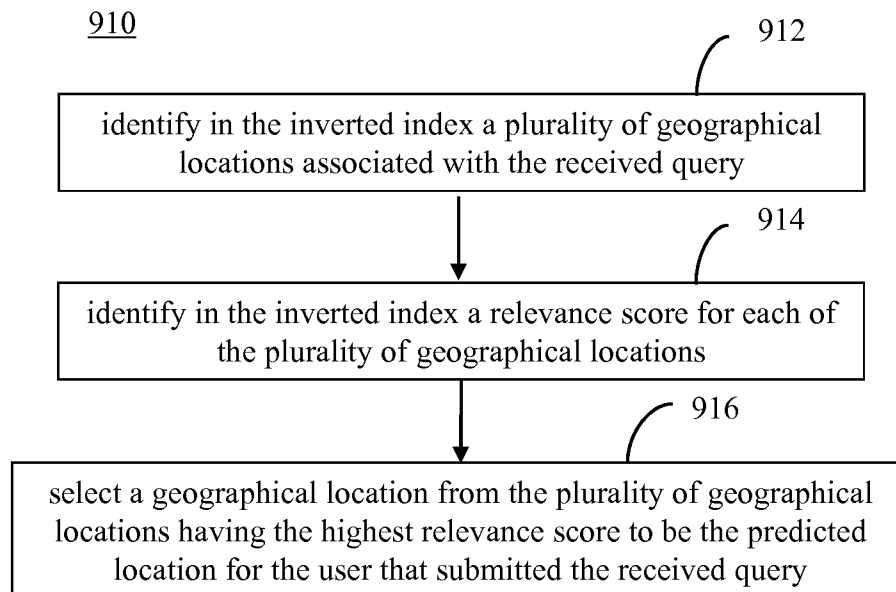 910
912
identify in the inverted index a plurality of geographical
locations associated with the received query
914
identify in the inverted index a relevance score for each of
the plurality of geographical locations
916
select a geographical location from the plurality of geographical
locations having the highest relevance score to be the predicted
location for the user that submitted the received query